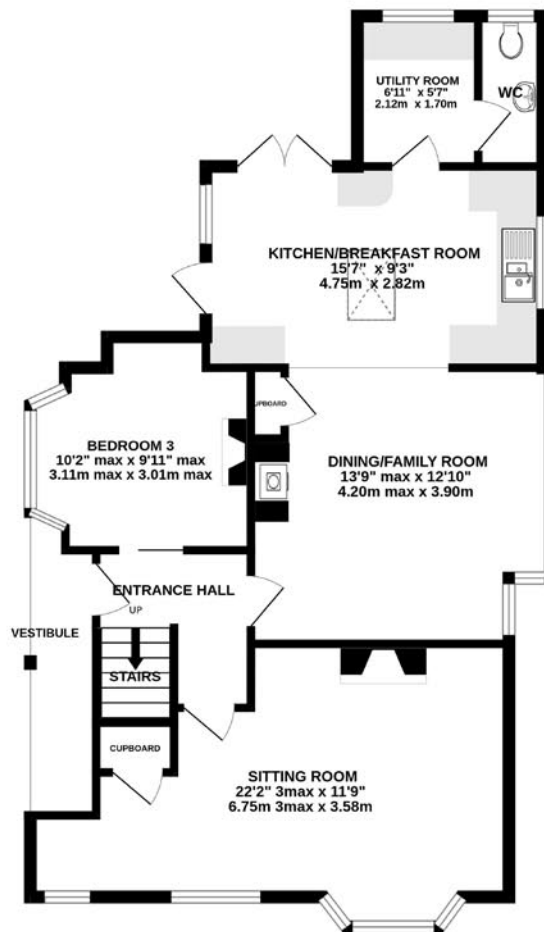 UTILITY ROOM
6'11" x 5'7"
2.12m x 1.70m
WC
KITCHEN/BREAKFAST ROOM
15'7" x 9'3"
4.75m x 2.82m
UPBOARD
BEDROOM 3
10'2" max x 9'11" max
3.11m max x 3.01m max
DINING/FAMILY ROOM
13'9" max x 12'10"
4.20m max x 3.90m
ENTRANCE HALL
UP
VESTIBULE
STAIRS
CUPBOARD
SITTING ROOM
22'2" 3max x 11'9"
6.75m 3max x 3.58m